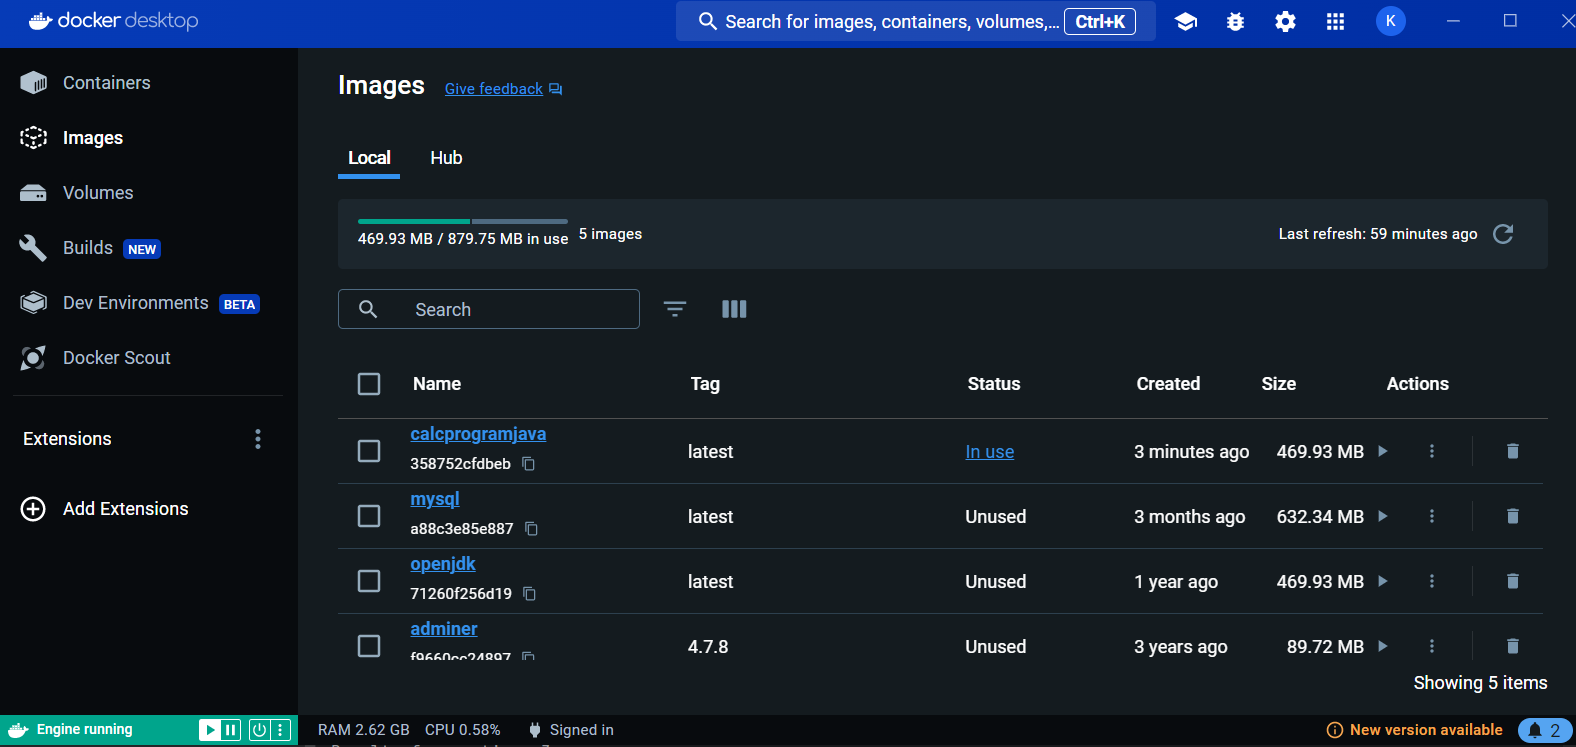 docker desktop
Search for images, containers, volumes,... Ctrl+K
K
Containers
Images
Volumes
Builds NEW
Dev Environments BETA
Docker Scout
Extensions
Add Extensions
Images Give feedback
Local Hub
469.93 MB / 879.75 MB in use 5 images
Last refresh: 59 minutes ago
Search
Name Tag Status Created Size Actions
calcprogramjava
358752cfdbeb
latest In use 3 minutes ago 469.93 MB
mysql
a88c3e85e887
latest Unused 3 months ago 632.34 MB
openjdk
71260f256d19
latest Unused 1 year ago 469.93 MB
adminer
f9660cc24897
4.7.8 Unused 3 years ago 89.72 MB
Showing 5 items
Engine running
RAM 2.62 GB CPU 0.58% Signed in
New version available 2